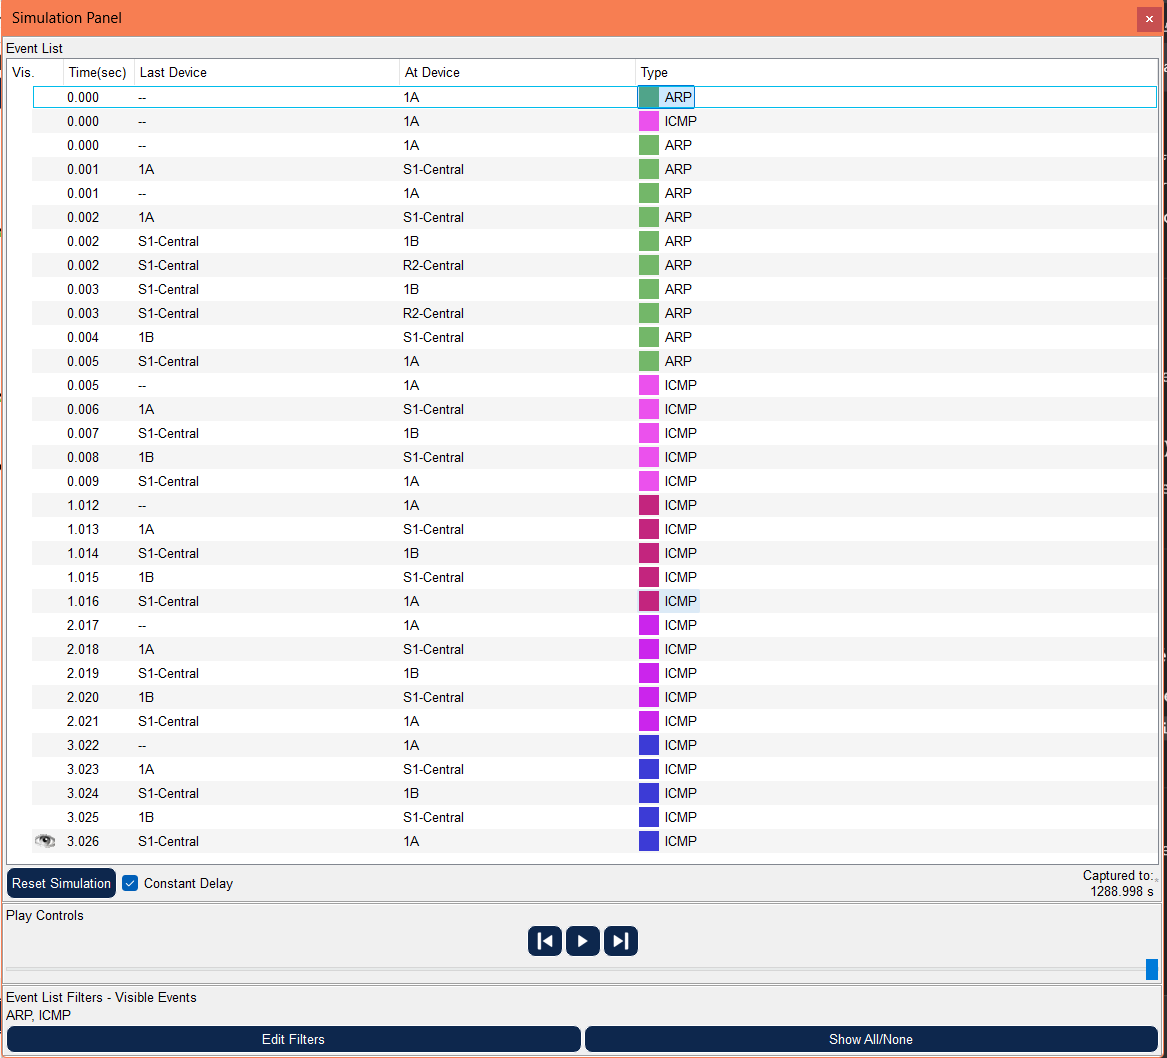 Simulation Panel
Event List
Vis. Time(sec) Last Device At Device Type
0.000 -- 1A ARP
0.000 -- 1A ICMP
0.000 -- 1A ARP
0.001 1A S1-Central ARP
0.001 -- 1A ARP
0.002 1A S1-Central ARP
0.002 S1-Central 1B ARP
0.002 S1-Central R2-Central ARP
0.003 S1-Central 1B ARP
0.003 S1-Central R2-Central ARP
0.004 1B S1-Central ARP
0.005 S1-Central 1A ARP
0.005 -- 1A ICMP
0.006 1A S1-Central ICMP
0.007 S1-Central 1B ICMP
0.008 1B S1-Central ICMP
0.009 S1-Central 1A ICMP
1.012 -- 1A ICMP
1.013 1A S1-Central ICMP
1.014 S1-Central 1B ICMP
1.015 1B S1-Central ICMP
1.016 S1-Central 1A ICMP
2.017 -- 1A ICMP
2.018 1A S1-Central ICMP
2.019 S1-Central 1B ICMP
2.020 1B S1-Central ICMP
2.021 S1-Central 1A ICMP
3.022 -- 1A ICMP
3.023 1A S1-Central ICMP
3.024 S1-Central 1B ICMP
3.025 1B S1-Central ICMP
3.026 S1-Central 1A ICMP
Reset Simulation Constant Delay Captured to:
1288.998 s
Play Controls
Event List Filters - Visible Events
ARP, ICMP
Edit Filters Show All/None